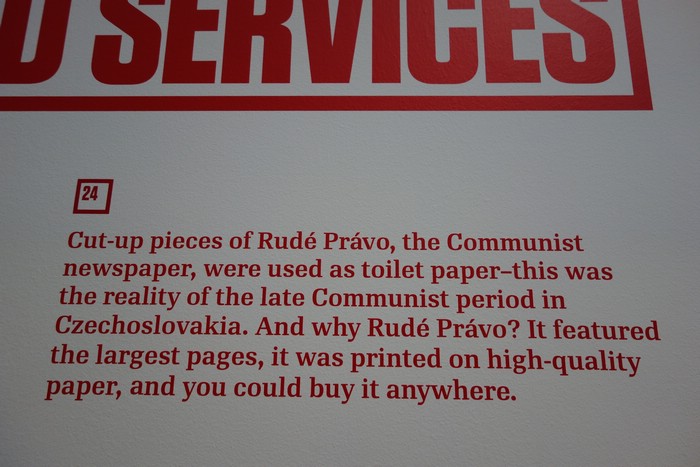 D SERVICES
24
Cut-up pieces of Rudé Právo, the Communist
newspaper, were used as toilet paper–this was
the reality of the late Communist period in
Czechoslovakia. And why Rudé Právo? It featured
the largest pages, it was printed on high-quality
paper, and you could buy it anywhere.